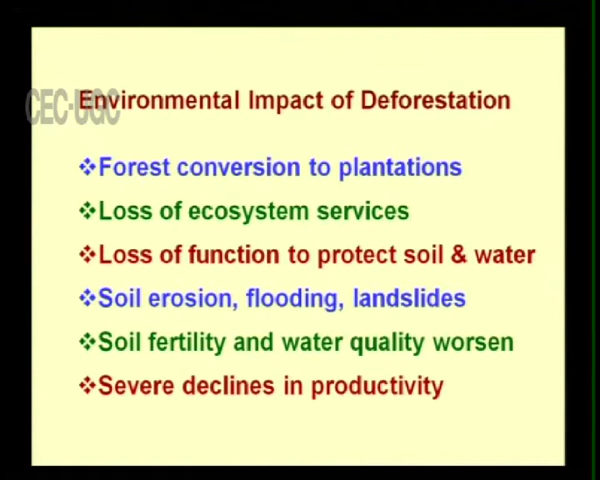 CEC-UGC
Environmental Impact of Deforestation
❖Forest conversion to plantations
❖Loss of ecosystem services
❖Loss of function to protect soil & water
❖Soil erosion, flooding, landslides
❖Soil fertility and water quality worsen
❖Severe declines in productivity